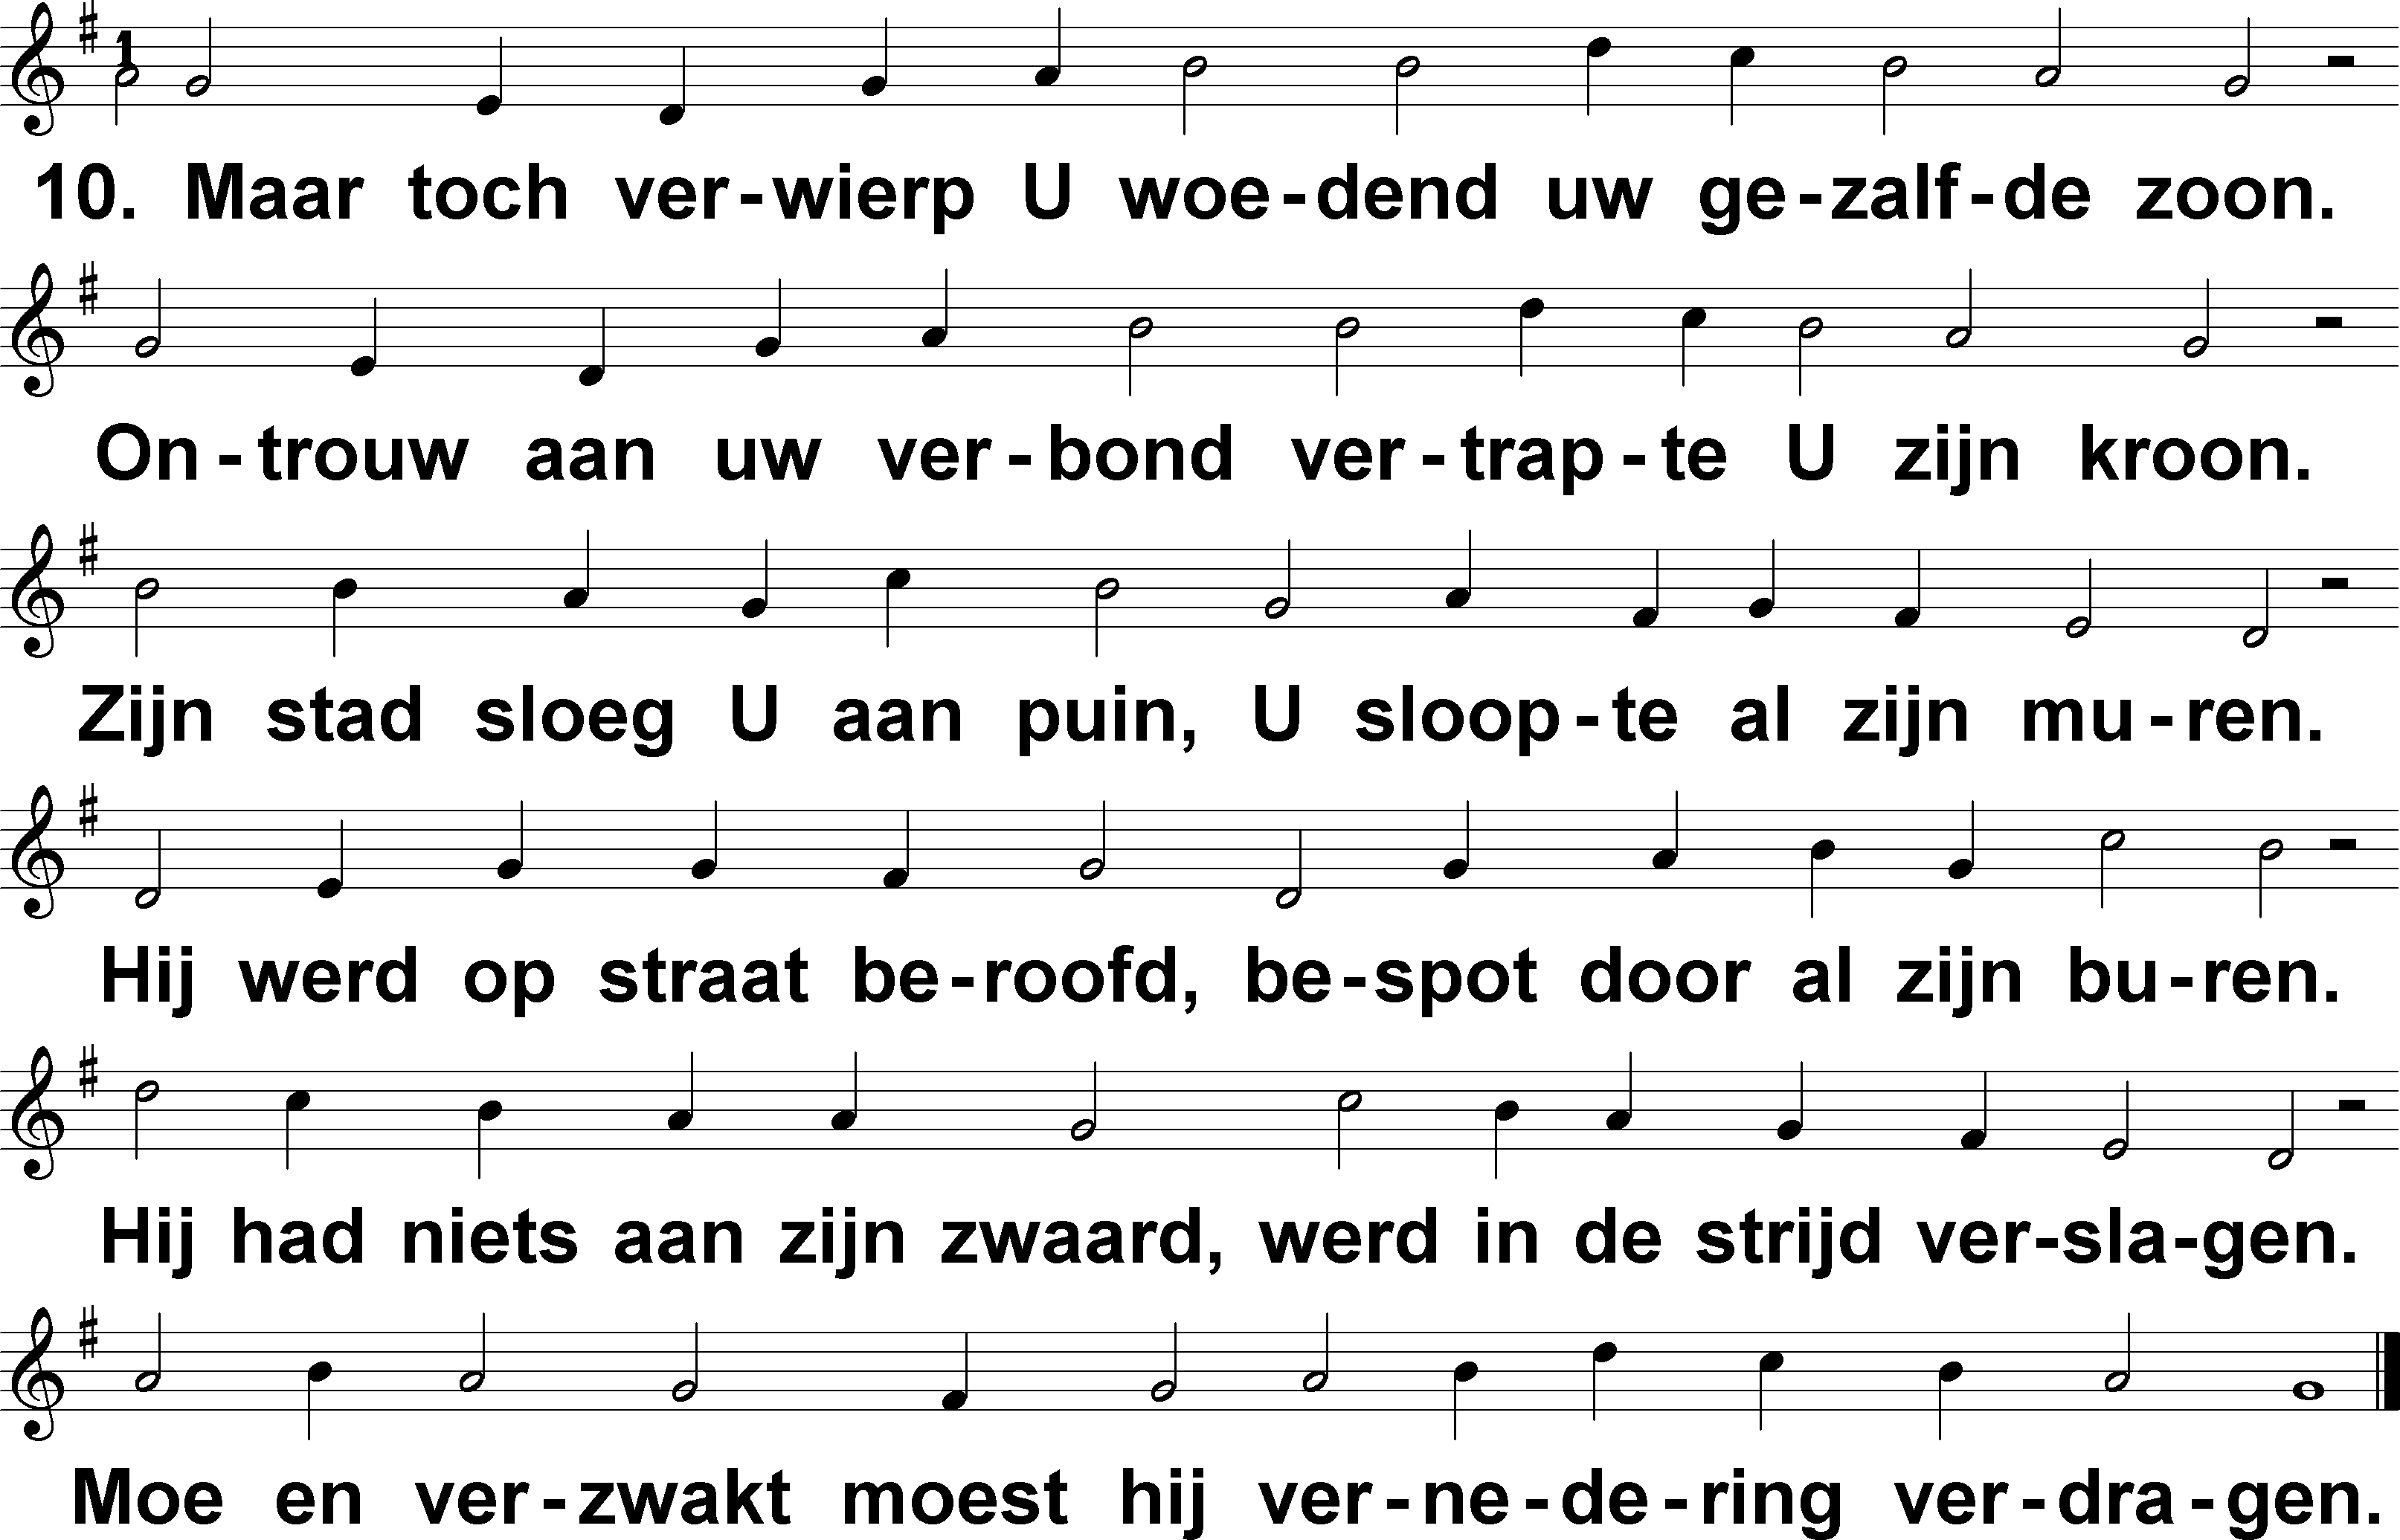 10. Maar toch ver-wierp U woe-dend uw ge-zalf-de zoon.
On-trouw aan uw ver-bond ver-trap-te U zijn kroon.
Zijn stad sloeg U aan puin, U sloop-te al zijn mu-ren.
Hij werd op straat be-roofd, be-spot door al zijn bu-ren.
Hij had niets aan zijn zwaard, werd in de strijd ver-sla-gen.
Moe en ver-zwakt moest hij ver-ne-de-ring ver-dra-gen.